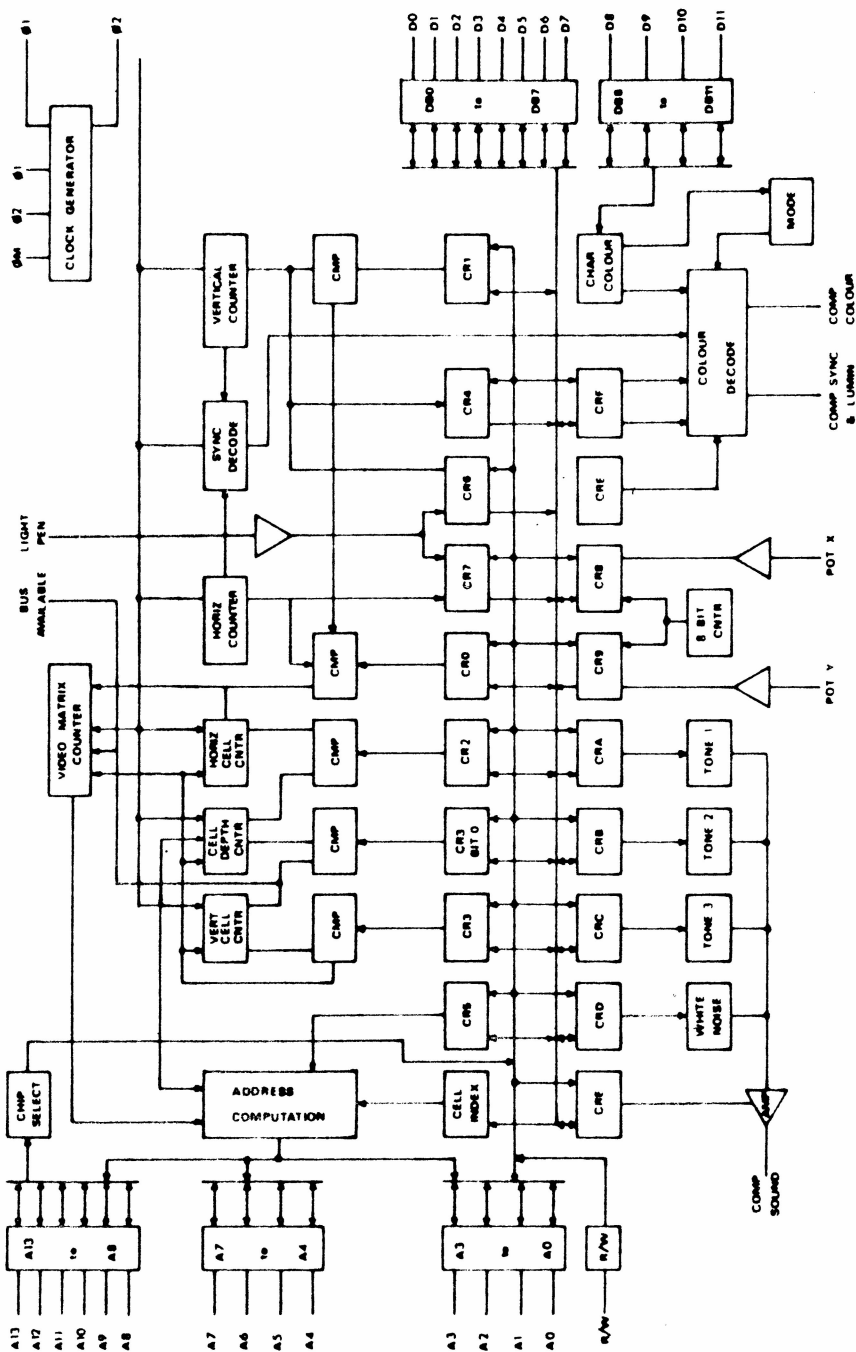 A13
A12
A11
A10
A9
A8
A13
to
A8
CHIP
SELECT
VIDEO MATRIX
COUNTER
BUS
AVAILABLE
LIGHT
PEN
ØM
Ø2
Ø1
Ø1
CLOCK GENERATOR
Ø2
A7
A6
A5
A4
A7
to
A4
ADDRESS
COMPUTATION
VERT
CELL
CNTR
CELL
DEPTH
CNTR
HORIZ
CELL
CNTR
HORIZ
COUNTER
SYNC
DECODE
VERTICAL
COUNTER
CMP
CMP
CMP
CMP
CMP
A3
A2
A1
A0
A3
to
A0
CELL
INDEX
CR5
CR3
CR3
BIT 0
CR2
CR0
CR7
CR6
CR4
CR1
DB0
to
DB7
D0
D1
D2
D3
D4
D5
D6
D7
R/W
R/W
CRE
CRD
CRC
CRB
CRA
CR9
CR8
CRE
CRF
CHAR
COLOUR
DB8
to
DB11
D8
D9
D10
D11
WHITE
NOISE
TONE 3
TONE 2
TONE 1
8 BIT
CNTR
COLOUR
DECODE
MODE
AMP
COMP
SOUND
POT Y
POT X
COMP SYNC
& LUMIN
COMP
COLOUR